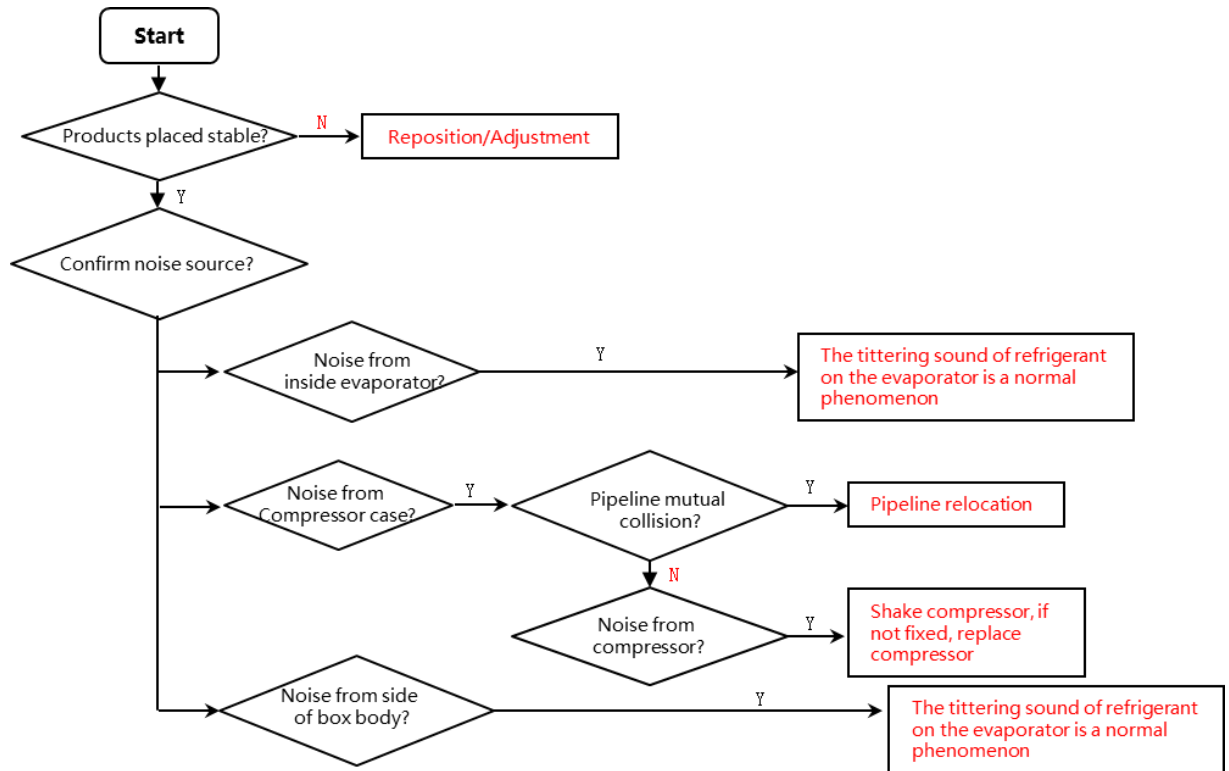 Start
Products placed stable?
N
Reposition/Adjustment
Y
Confirm noise source?
Noise from
inside evaporator?
Y
The tittering sound of refrigerant
on the evaporator is a normal
phenomenon
Noise from
Compressor case?
Y
Pipeline mutual
collision?
Y
Pipeline relocation
N
Noise from
compressor?
Y
Shake compressor, if
not fixed, replace
compressor
Noise from side
of box body?
Y
The tittering sound of refrigerant
on the evaporator is a normal
phenomenon